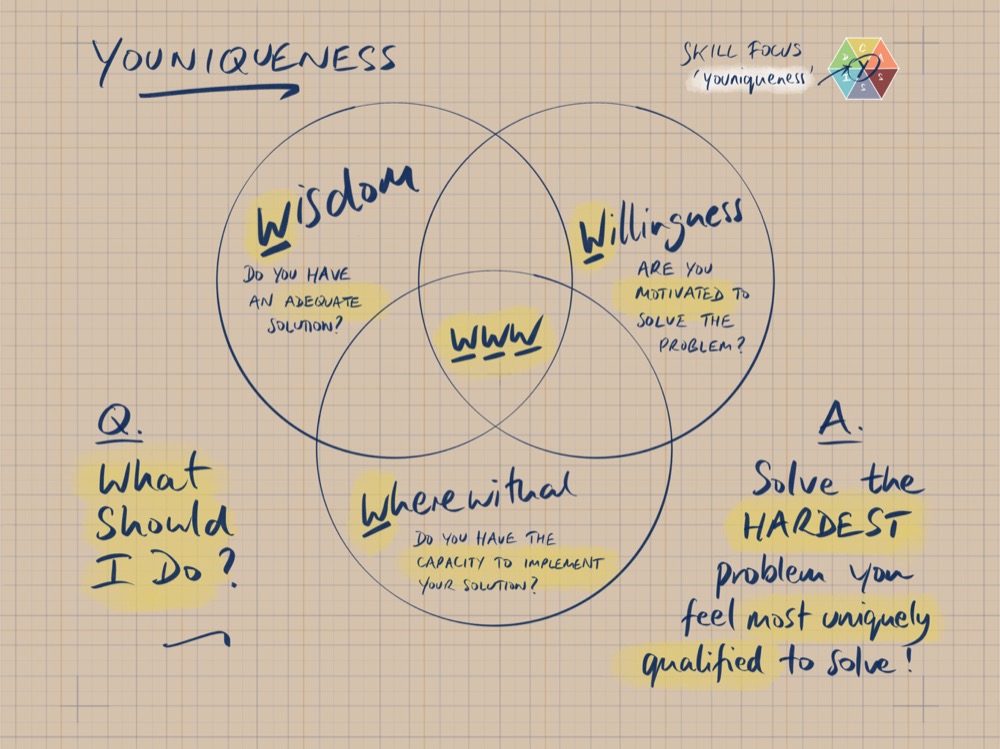 YOUNIQUENESS
SKILL FOCUS
'youniqueness'
Wisdom
DO YOU HAVE
AN ADEQUATE
SOLUTION?
Willingness
ARE YOU
MOTIVATED TO
SOLVE THE
PROBLEM?
WWW
Wherewithal
DO YOU HAVE THE
CAPACITY TO IMPLEMENT
YOUR SOLUTION?
Q.
What
Should
I Do?
A.
Solve the
HARDEST
problem you
feel most uniquely
qualified to solve!